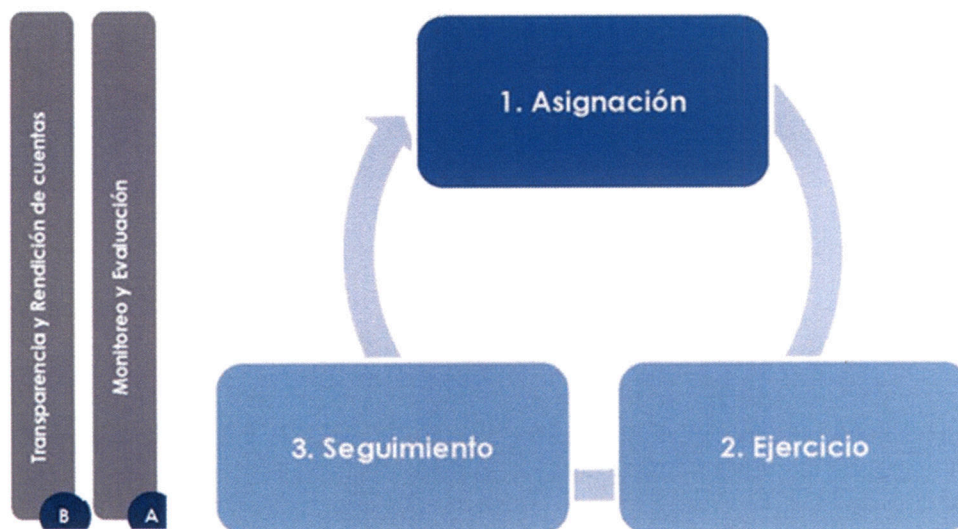 Transparencia y Rendición de cuentas
B
Monitoreo y Evaluación
A
1. Asignación
3. Seguimiento
2. Ejercicio